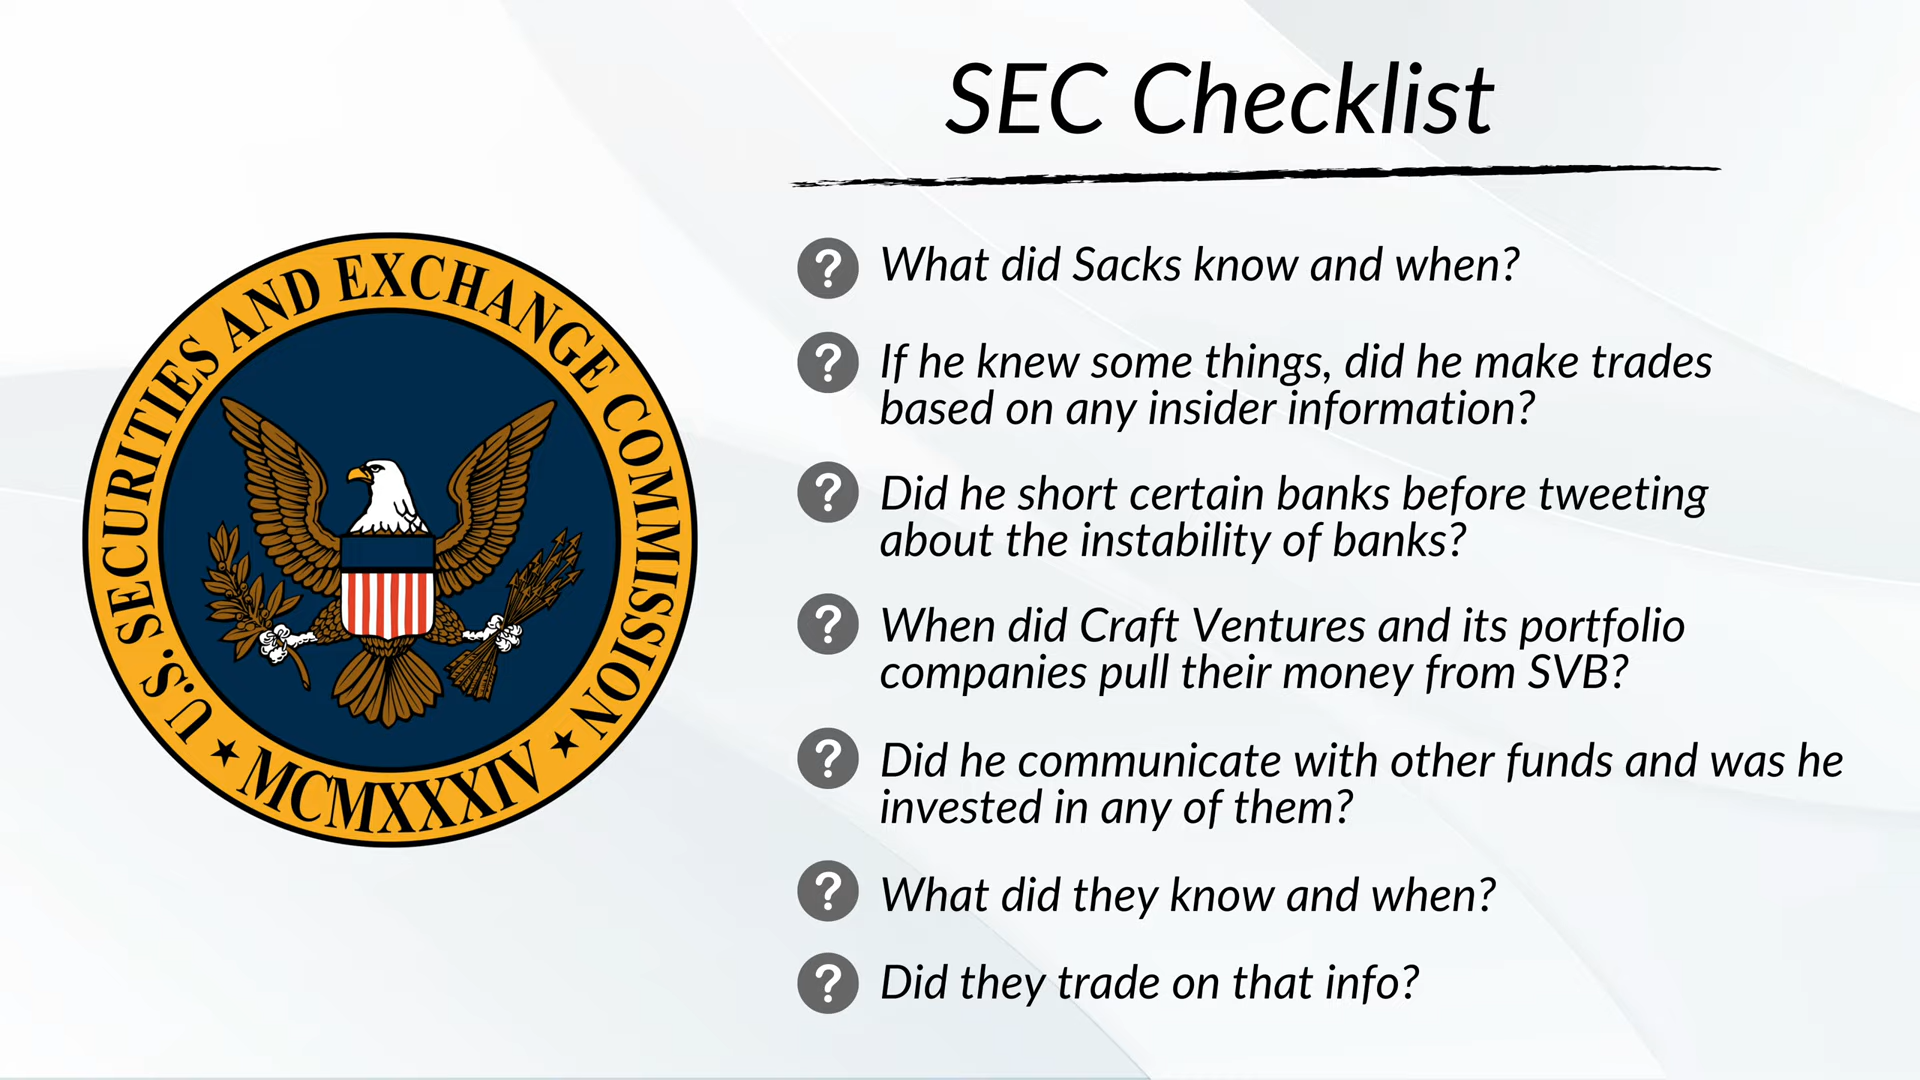 SEC Checklist
U.S. SECURITIES AND EXCHANGE COMMISSION
MCMXXXIV
What did Sacks know and when?
If he knew some things, did he make trades
based on any insider information?
Did he short certain banks before tweeting
about the instability of banks?
When did Craft Ventures and its portfolio
companies pull their money from SVB?
Did he communicate with other funds and was he
invested in any of them?
What did they know and when?
Did they trade on that info?